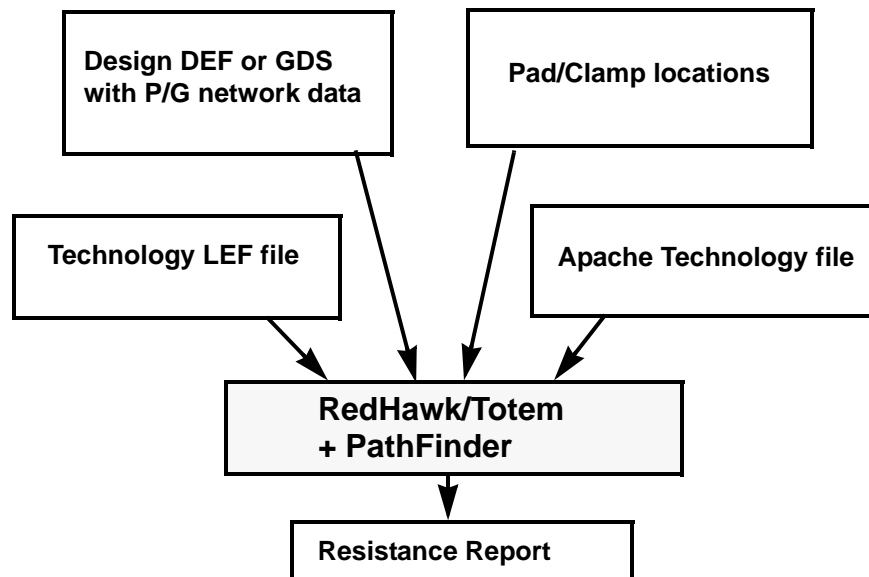 Design DEF or GDS
with P/G network data
Pad/Clamp locations
Technology LEF file
Apache Technology file
RedHawk/Totem
+ PathFinder
Resistance Report